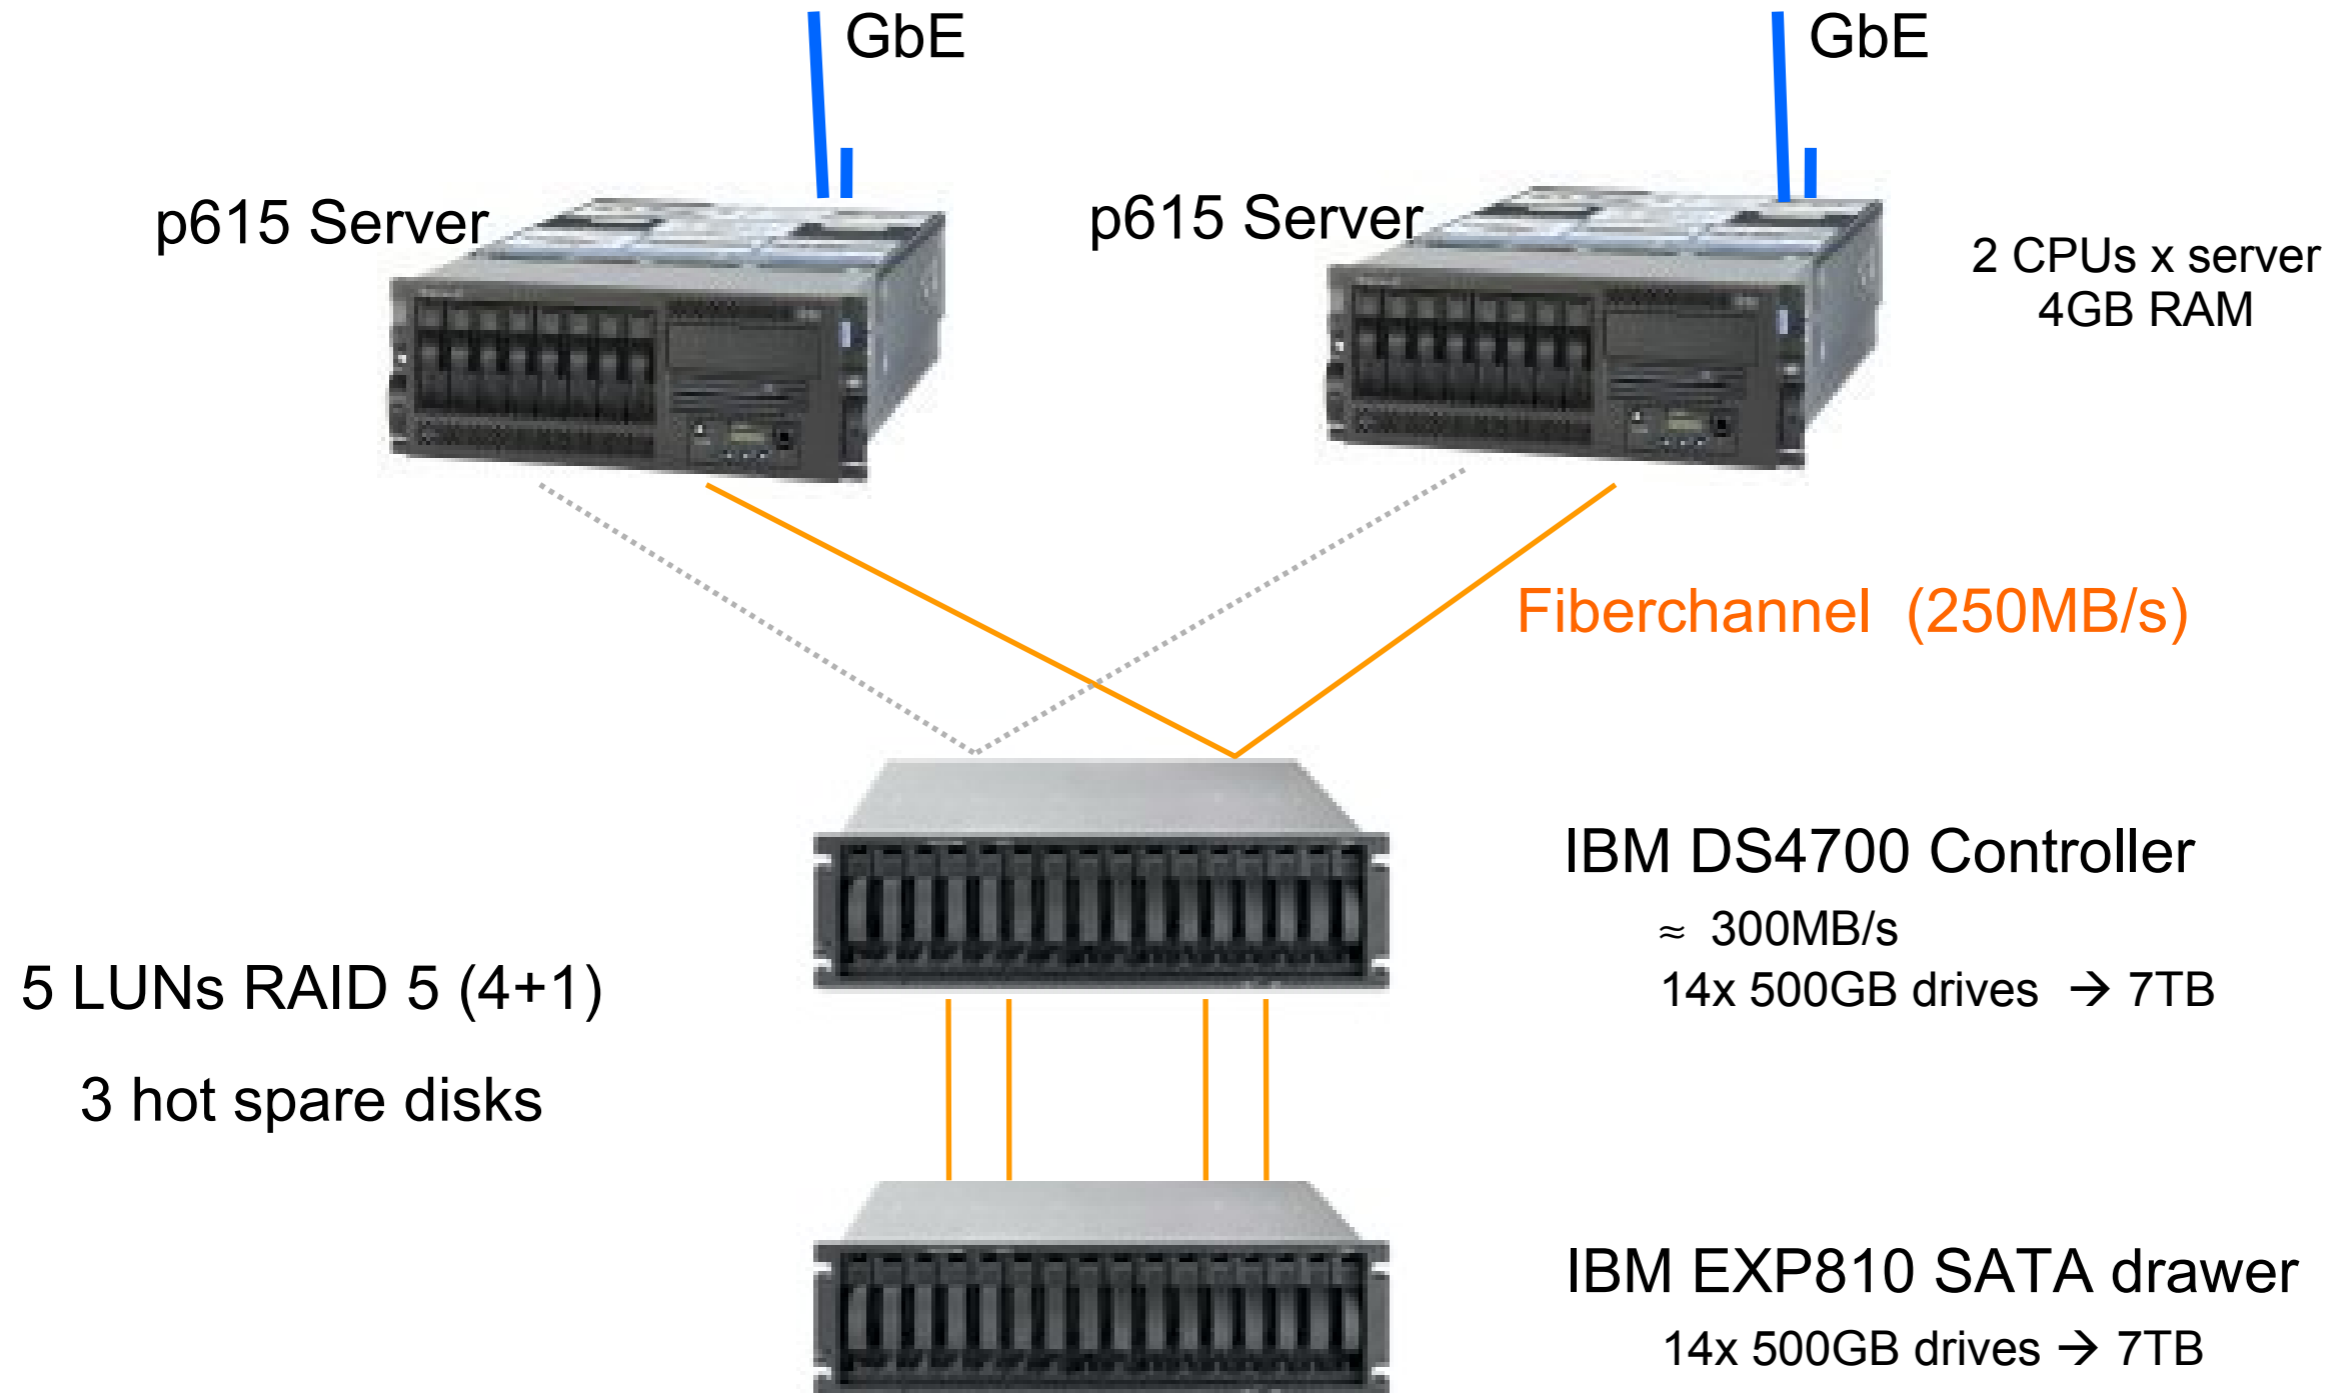 GbE
GbE
p615 Server
p615 Server
2 CPUs x server
4GB RAM
Fiberchannel (250MB/s)
IBM DS4700 Controller
≈ 300MB/s
14x 500GB drives → 7TB
5 LUNs RAID 5 (4+1)
3 hot spare disks
IBM EXP810 SATA drawer
14x 500GB drives → 7TB